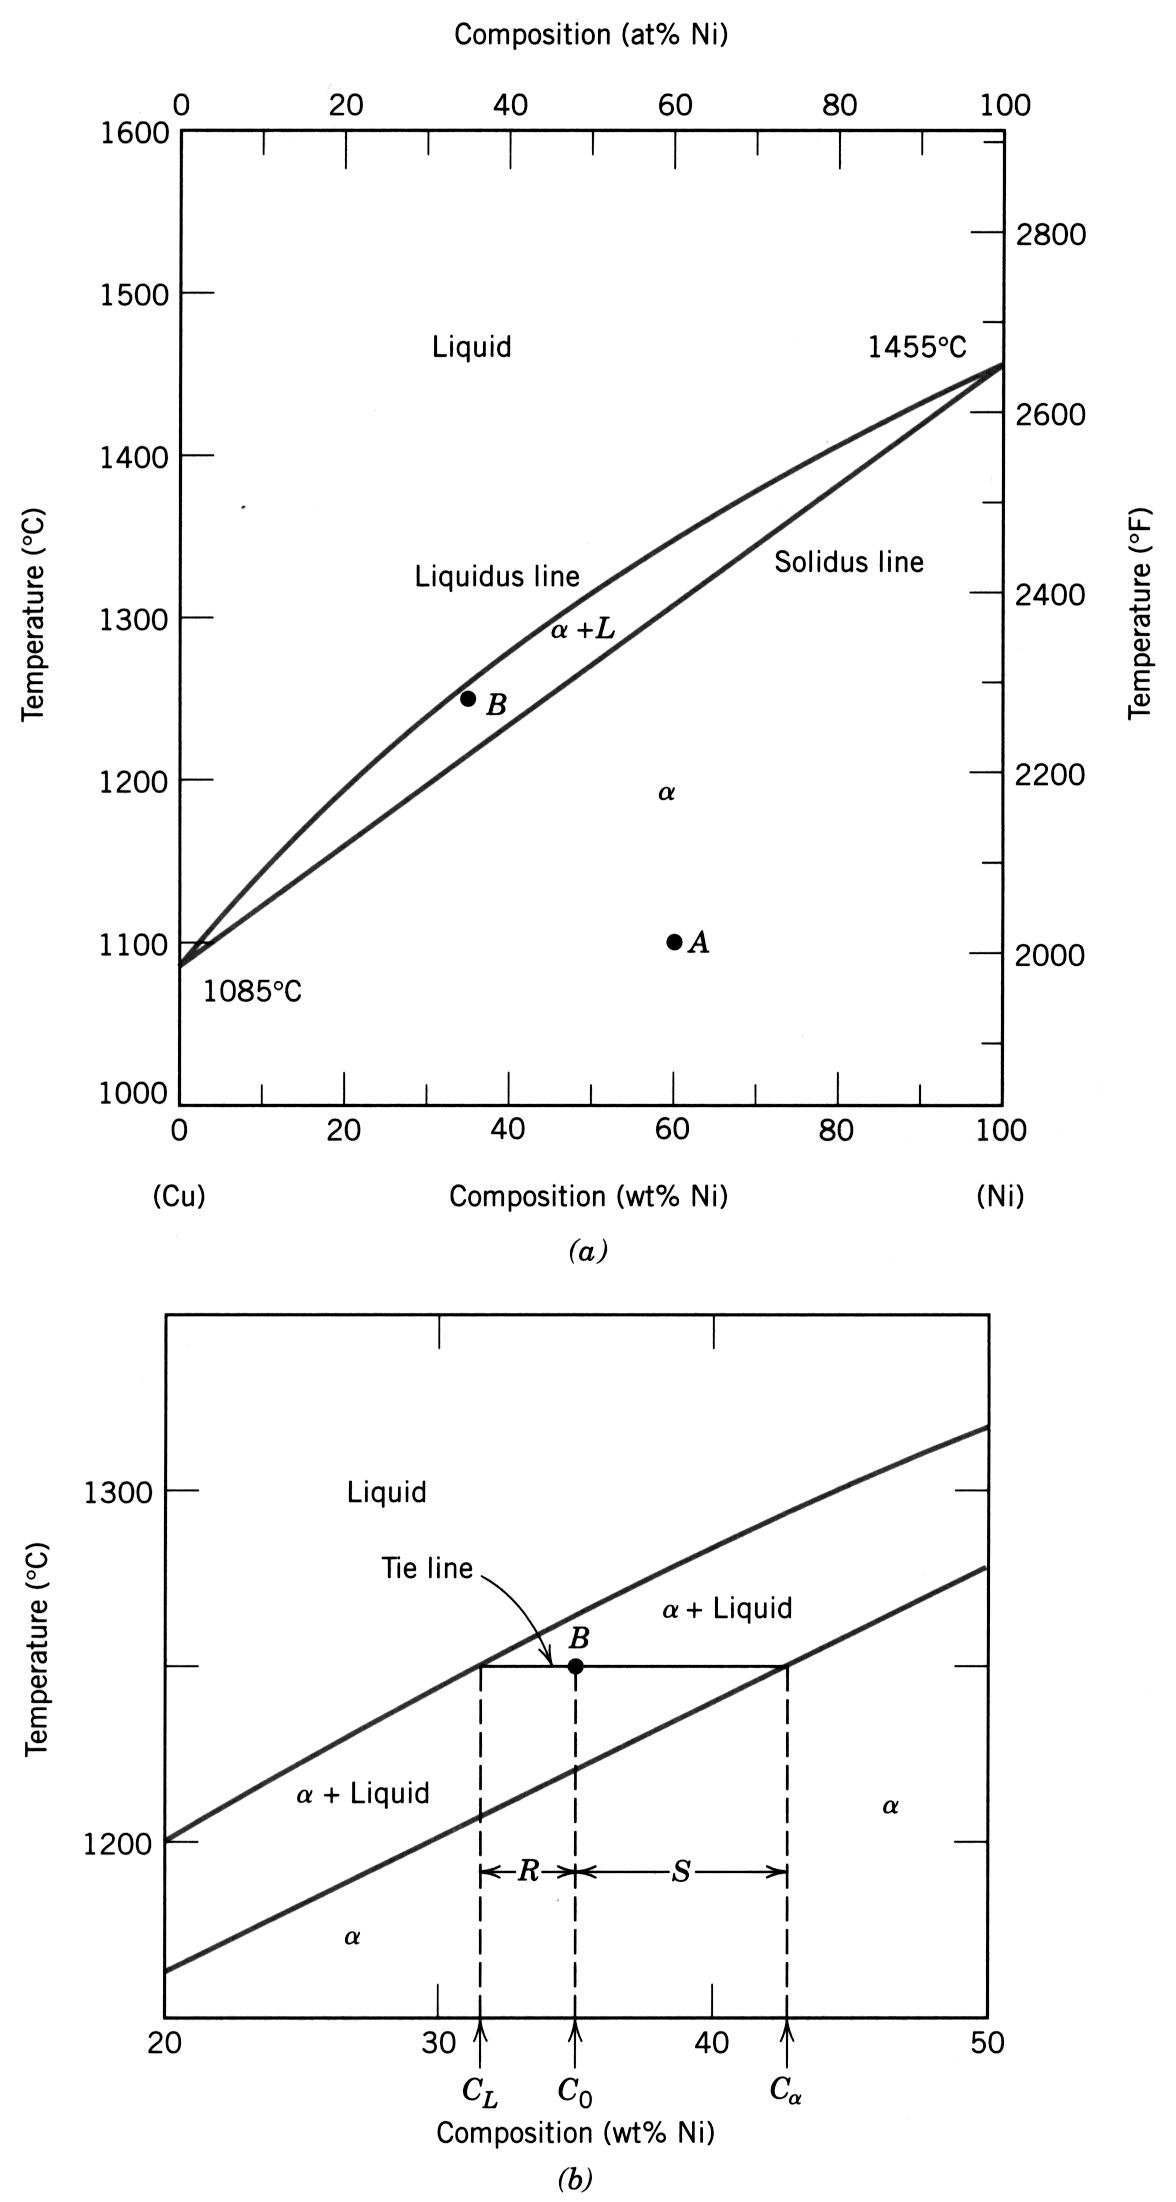 Composition (at% Ni)
0 20 40 60 80 100
1600
2800
1500
Liquid
1455°C
2600
1400
Temperature (°C)
Temperature (°F)
Solidus line
Liquidus line
2400
1300
α +L
B
1200
2200
α
1100
A
2000
1085°C
1000
0 20 40 60 80 100
(Cu) Composition (wt% Ni) (Ni)
(a)
1300
Liquid
Tie line
α + Liquid
B
Temperature (°C)
α + Liquid
α
1200
R S
α
20 30 40 50
C_L C_0 C_α
Composition (wt% Ni)
(b)